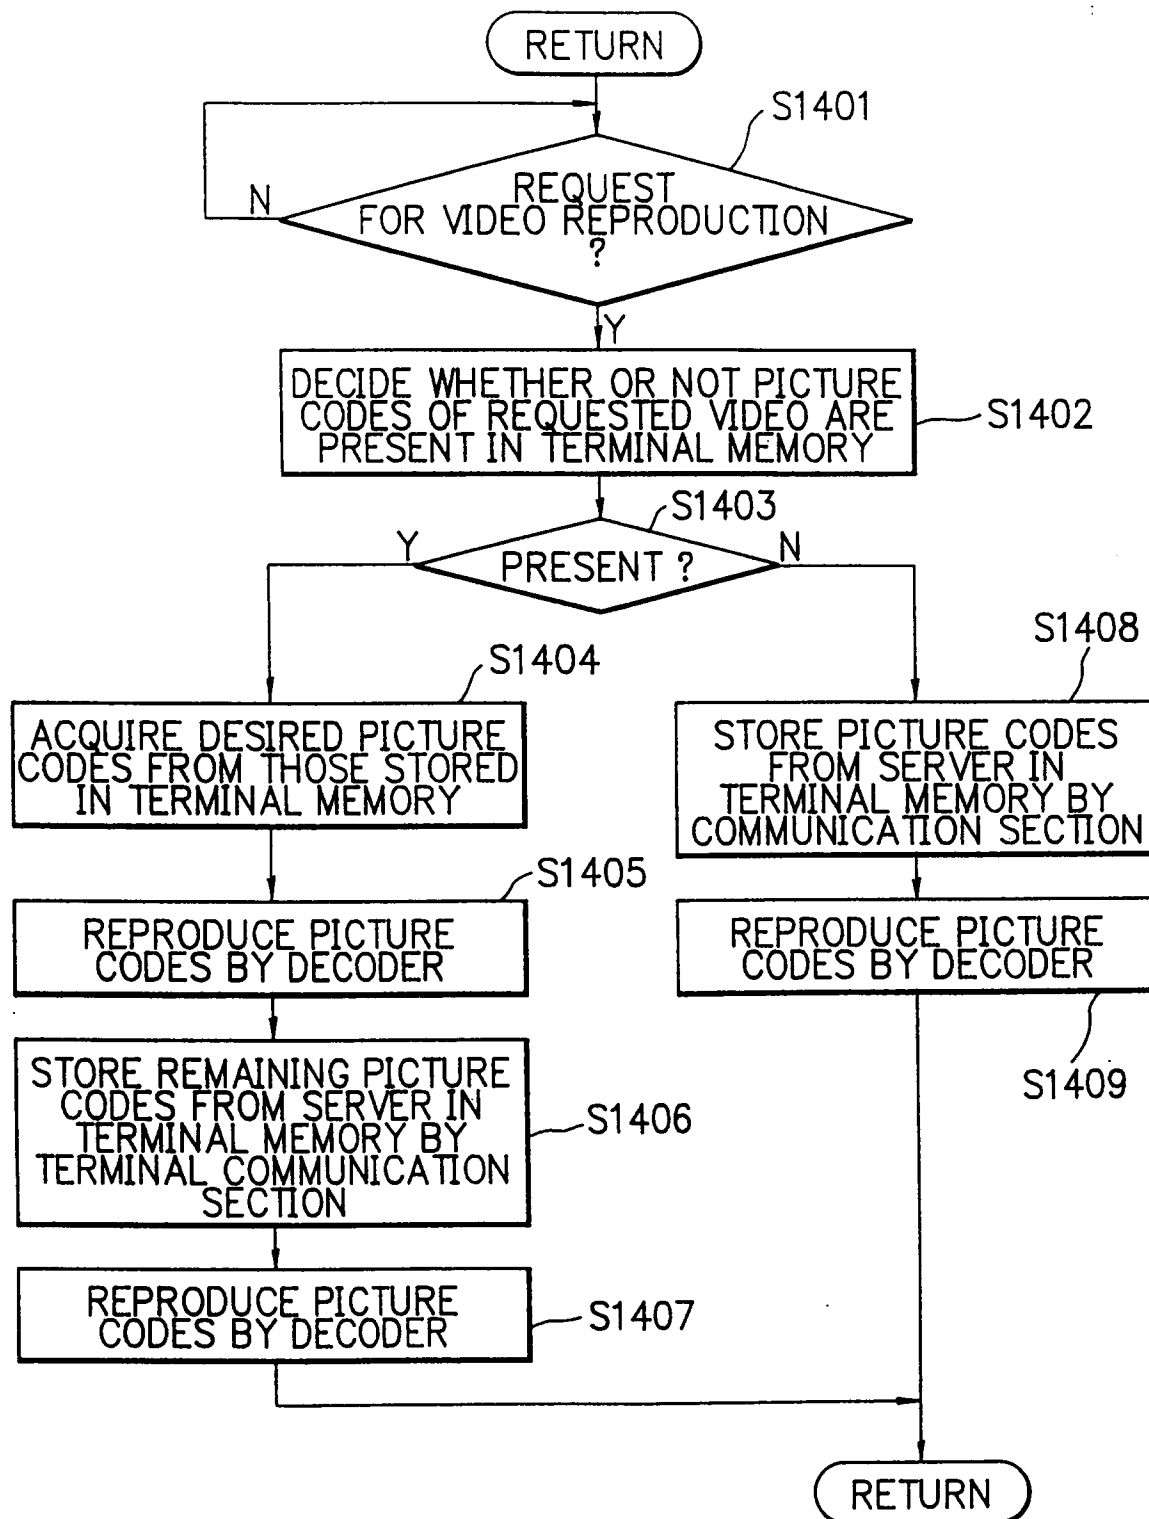 RETURN
S1401
REQUEST
FOR VIDEO REPRODUCTION
?
N
Y
DECIDE WHETHER OR NOT PICTURE
CODES OF REQUESTED VIDEO ARE
PRESENT IN TERMINAL MEMORY
S1402
S1403
Y
PRESENT ?
N
S1404
ACQUIRE DESIRED PICTURE
CODES FROM THOSE STORED
IN TERMINAL MEMORY
S1405
REPRODUCE PICTURE
CODES BY DECODER
STORE REMAINING PICTURE
CODES FROM SERVER IN
TERMINAL MEMORY BY
TERMINAL COMMUNICATION
SECTION
S1406
REPRODUCE PICTURE
CODES BY DECODER
S1407
S1408
STORE PICTURE CODES
FROM SERVER IN
TERMINAL MEMORY BY
COMMUNICATION SECTION
REPRODUCE PICTURE
CODES BY DECODER
S1409
RETURN